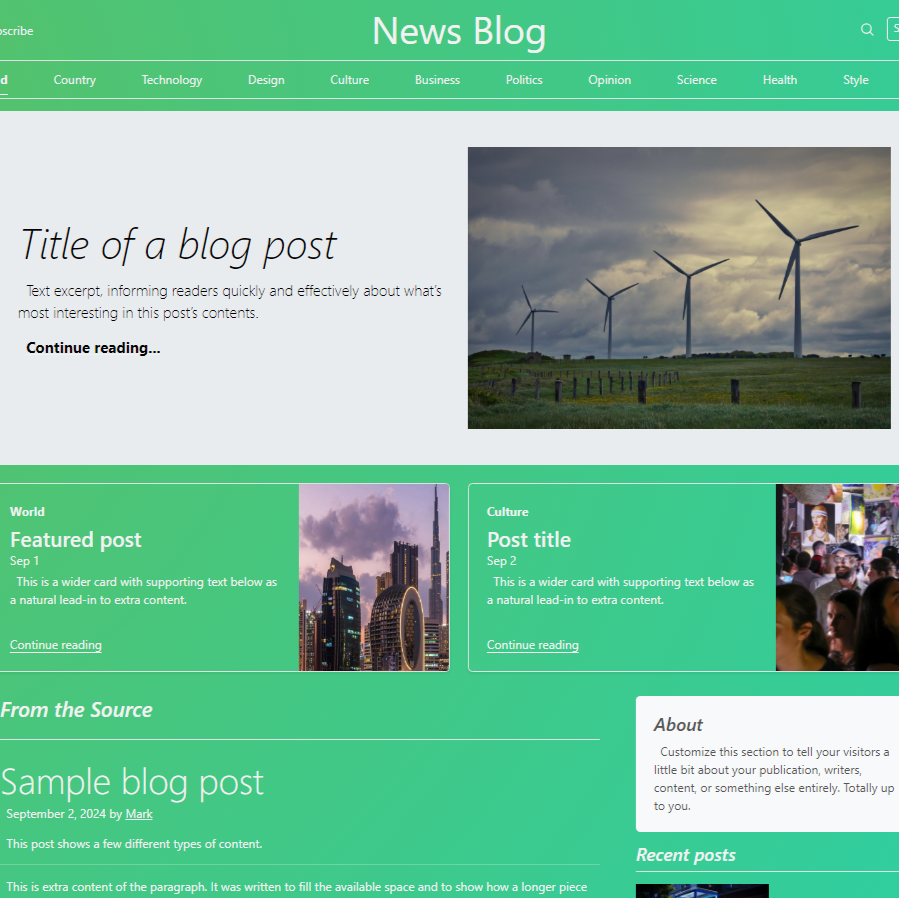 News Blog
Country Technology Design Culture Business Politics Opinion Science Health Style
Title of a blog post
Text excerpt, informing readers quickly and effectively about what's
most interesting in this post's contents.
Continue reading...
World
Featured post
Sep 1
This is a wider card with supporting text below as
a natural lead-in to extra content.
Continue reading
Culture
Post title
Sep 2
This is a wider card with supporting text below as
a natural lead-in to extra content.
Continue reading
From the Source
Sample blog post
September 2, 2024 by Mark
This post shows a few different types of content.
This is extra content of the paragraph. It was written to fill the available space and to show how a longer piece
About
Customize this section to tell your visitors a
little bit about your publication, writers,
content, or something else entirely. Totally up
to you.
Recent posts